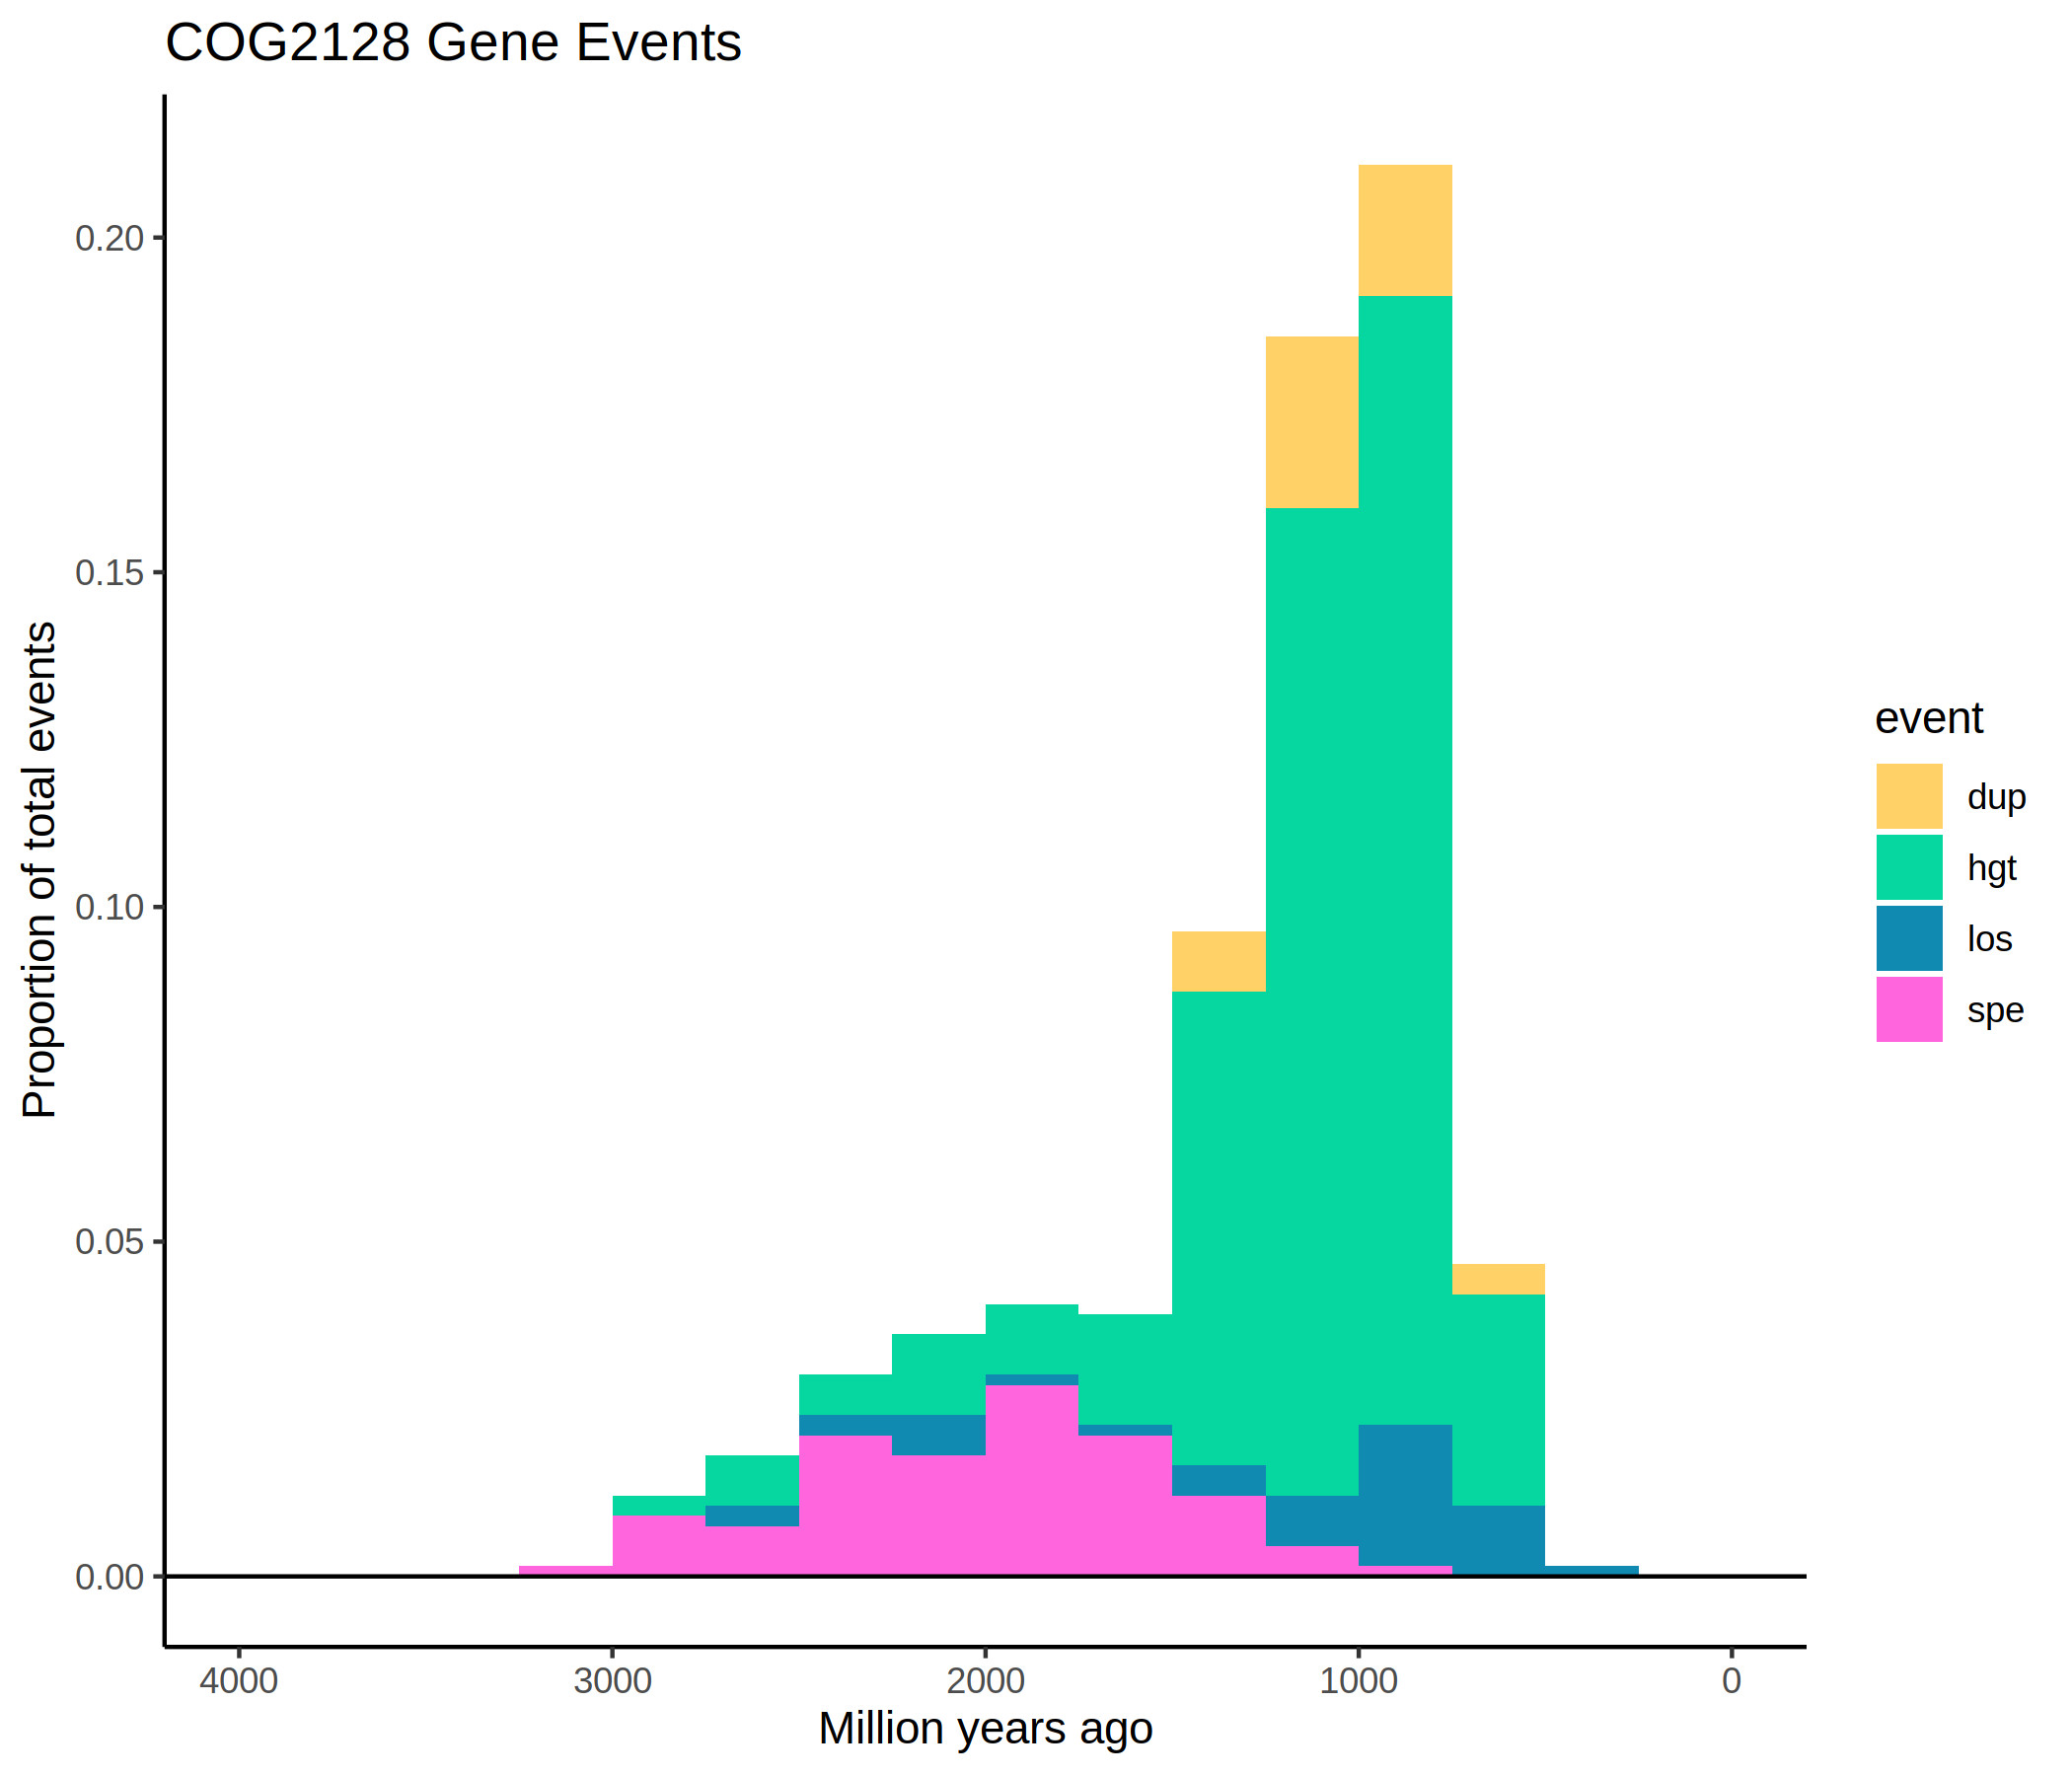 COG2128 Gene Events
Proportion of total events
0.20
0.15
0.10
0.05
0.00
4000 3000 2000 1000 0
Million years ago
event
dup
hgt
los
spe